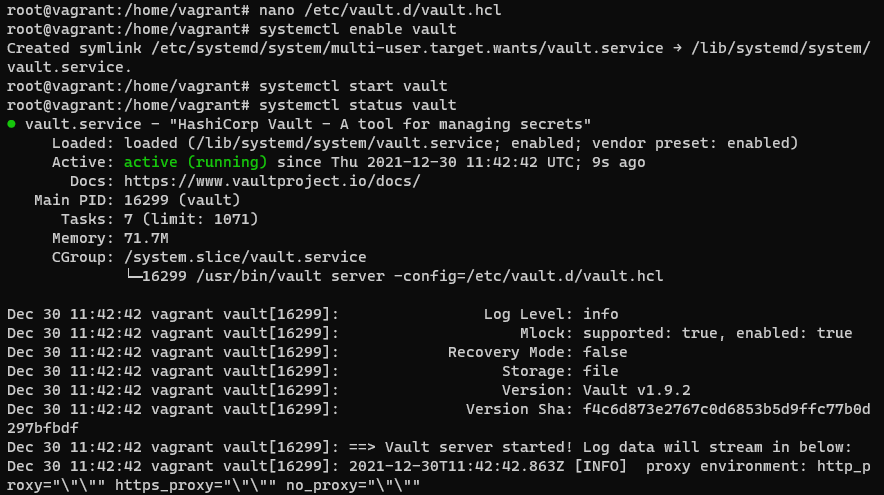 root@vagrant:/home/vagrant# nano /etc/vault.d/vault.hcl
root@vagrant:/home/vagrant# systemctl enable vault
Created symlink /etc/systemd/system/multi-user.target.wants/vault.service → /lib/systemd/system/
vault.service.
root@vagrant:/home/vagrant# systemctl start vault
root@vagrant:/home/vagrant# systemctl status vault
● vault.service - "HashiCorp Vault - A tool for managing secrets"
     Loaded: loaded (/lib/systemd/system/vault.service; enabled; vendor preset: enabled)
     Active: active (running) since Thu 2021-12-30 11:42:42 UTC; 9s ago
       Docs: https://www.vaultproject.io/docs/
   Main PID: 16299 (vault)
      Tasks: 7 (limit: 1071)
     Memory: 71.7M
     CGroup: /system.slice/vault.service
             └─16299 /usr/bin/vault server -config=/etc/vault.d/vault.hcl

Dec 30 11:42:42 vagrant vault[16299]:                Log Level: info
Dec 30 11:42:42 vagrant vault[16299]:                    Mlock: supported: true, enabled: true
Dec 30 11:42:42 vagrant vault[16299]:            Recovery Mode: false
Dec 30 11:42:42 vagrant vault[16299]:                  Storage: file
Dec 30 11:42:42 vagrant vault[16299]:                  Version: Vault v1.9.2
Dec 30 11:42:42 vagrant vault[16299]:              Version Sha: f4c6d873e2767c0d6853b5d9ffc77b0d
297bfbdf
Dec 30 11:42:42 vagrant vault[16299]: ==> Vault server started! Log data will stream in below:
Dec 30 11:42:42 vagrant vault[16299]: 2021-12-30T11:42:42.863Z [INFO]  proxy environment: http_p
roxy="\"\"" https_proxy="\"\"" no_proxy="\"\""